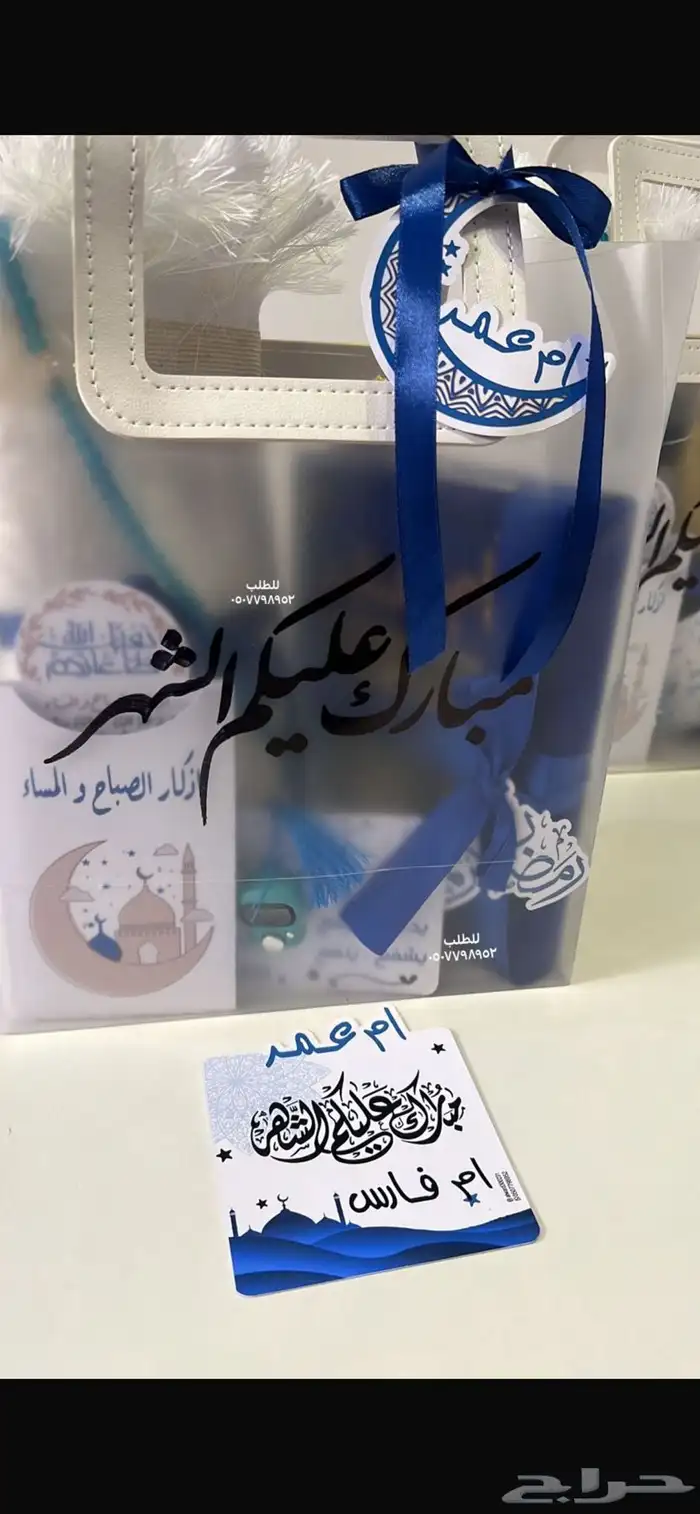 ام عمر
للطلب
٠٥٠٧٧٩٨٩٥٢
مبارك عليكم الشهر
اذكار الصباح و المساء
رمضان
للطلب
٠٥٠٧٧٩٨٩٥٢
ام عمر
مبارك عليكم الشهر
ام فارس
حراج